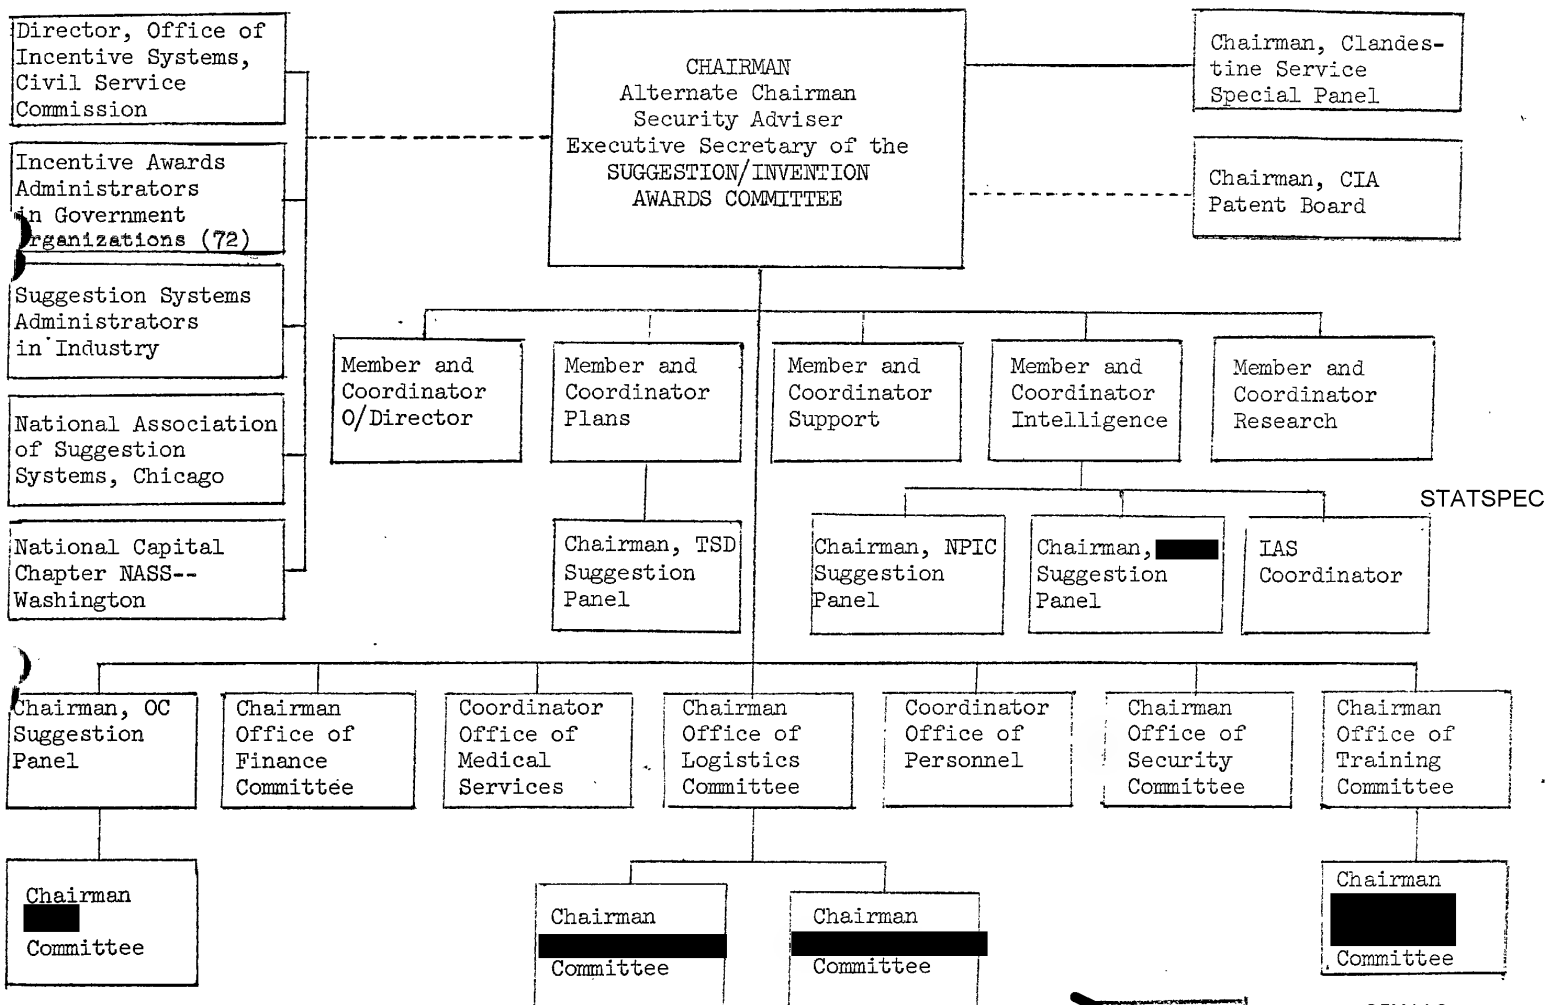 Director, Office of
Incentive Systems,
Civil Service
Commission
Incentive Awards
Administrators
in Government
rganizations (72)
Suggestion Systems
Administrators
in Industry
National Association
of Suggestion
Systems, Chicago
National Capital
Chapter NASS--
Washington
CHAIRMAN
Alternate Chairman
Security Adviser
Executive Secretary of the
SUGGESTION/INVENTION
AWARDS COMMITTEE
Chairman, Clandes-
tine Service
Special Panel
Chairman, CIA
Patent Board
Member and
Coordinator
O/Director
Member and
Coordinator
Plans
Member and
Coordinator
Support
Member and
Coordinator
Intelligence
Member and
Coordinator
Research
STATSPEC
Chairman, TSD
Suggestion
Panel
Chairman, NPIC
Suggestion
Panel
Chairman,
Suggestion
Panel
IAS
Coordinator
Chairman, OC
Suggestion
Panel
Chairman
Office of
Finance
Committee
Coordinator
Office of
Medical
Services
Chairman
Office of
Logistics
Committee
Coordinator
Office of
Personnel
Chairman
Office of
Security
Committee
Chairman
Office of
Training
Committee
Chairman
Committee
Chairman
Committee
Chairman
Committee
Chairman
Committee